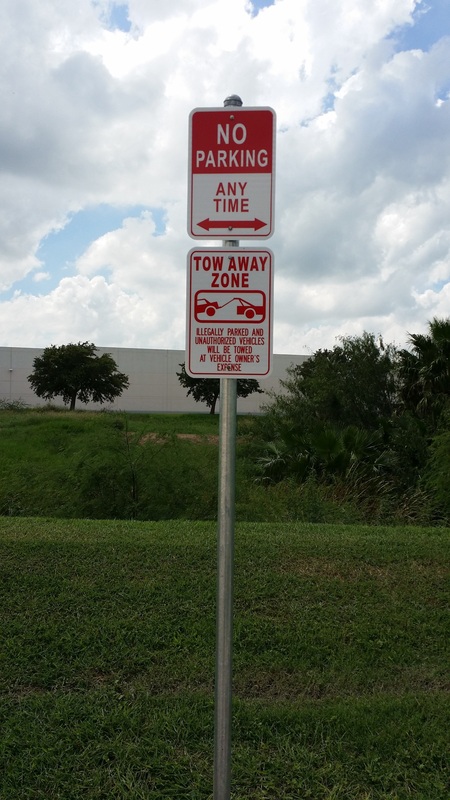 NO
PARKING
ANY
TIME
TOW AWAY
ZONE
ILLEGALLY PARKED AND
UNAUTHORIZED VEHICLES
WILL BE TOWED
AT VEHICLE OWNER'S
EXPENSE